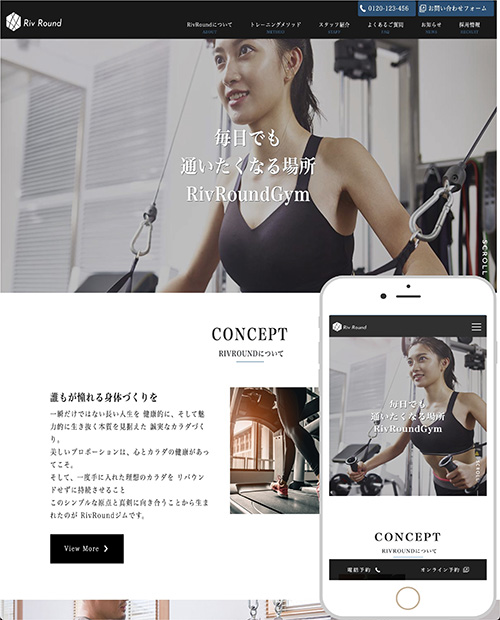 Riv Round
0120-123-456
お問い合わせフォーム
RivRoundについて
トレーニングメソッド
スタッフ紹介
よくあるご質問
お知らせ
採用情報
ABOUT
METHOD
STAFF
FAQ
NEWS
RECRUIT
毎日でも
通いたくなる場所
RivRoundGym
SCROLL
CONCEPT
RIVROUNDについて
誰もが憧れる身体づくりを
一瞬だけではない長い人生を 健康的に、そして魅
力的に生き抜く本質を見据えた 誠実なカラダづく
り。
美しいプロポーションは、心とカラダの健康があっ
てこそ。
そして、一度手に入れた理想のカラダを リバウン
ドせずに持続させること
このシンプルな原点と真剣に向き合うことから生ま
れたのが RivRoundジムです。
View More ❯
Riv Round
毎日でも
通いたくなる場所
RivRoundGym
CONCEPT
RIVROUNDについて
電話予約
オンライン予約